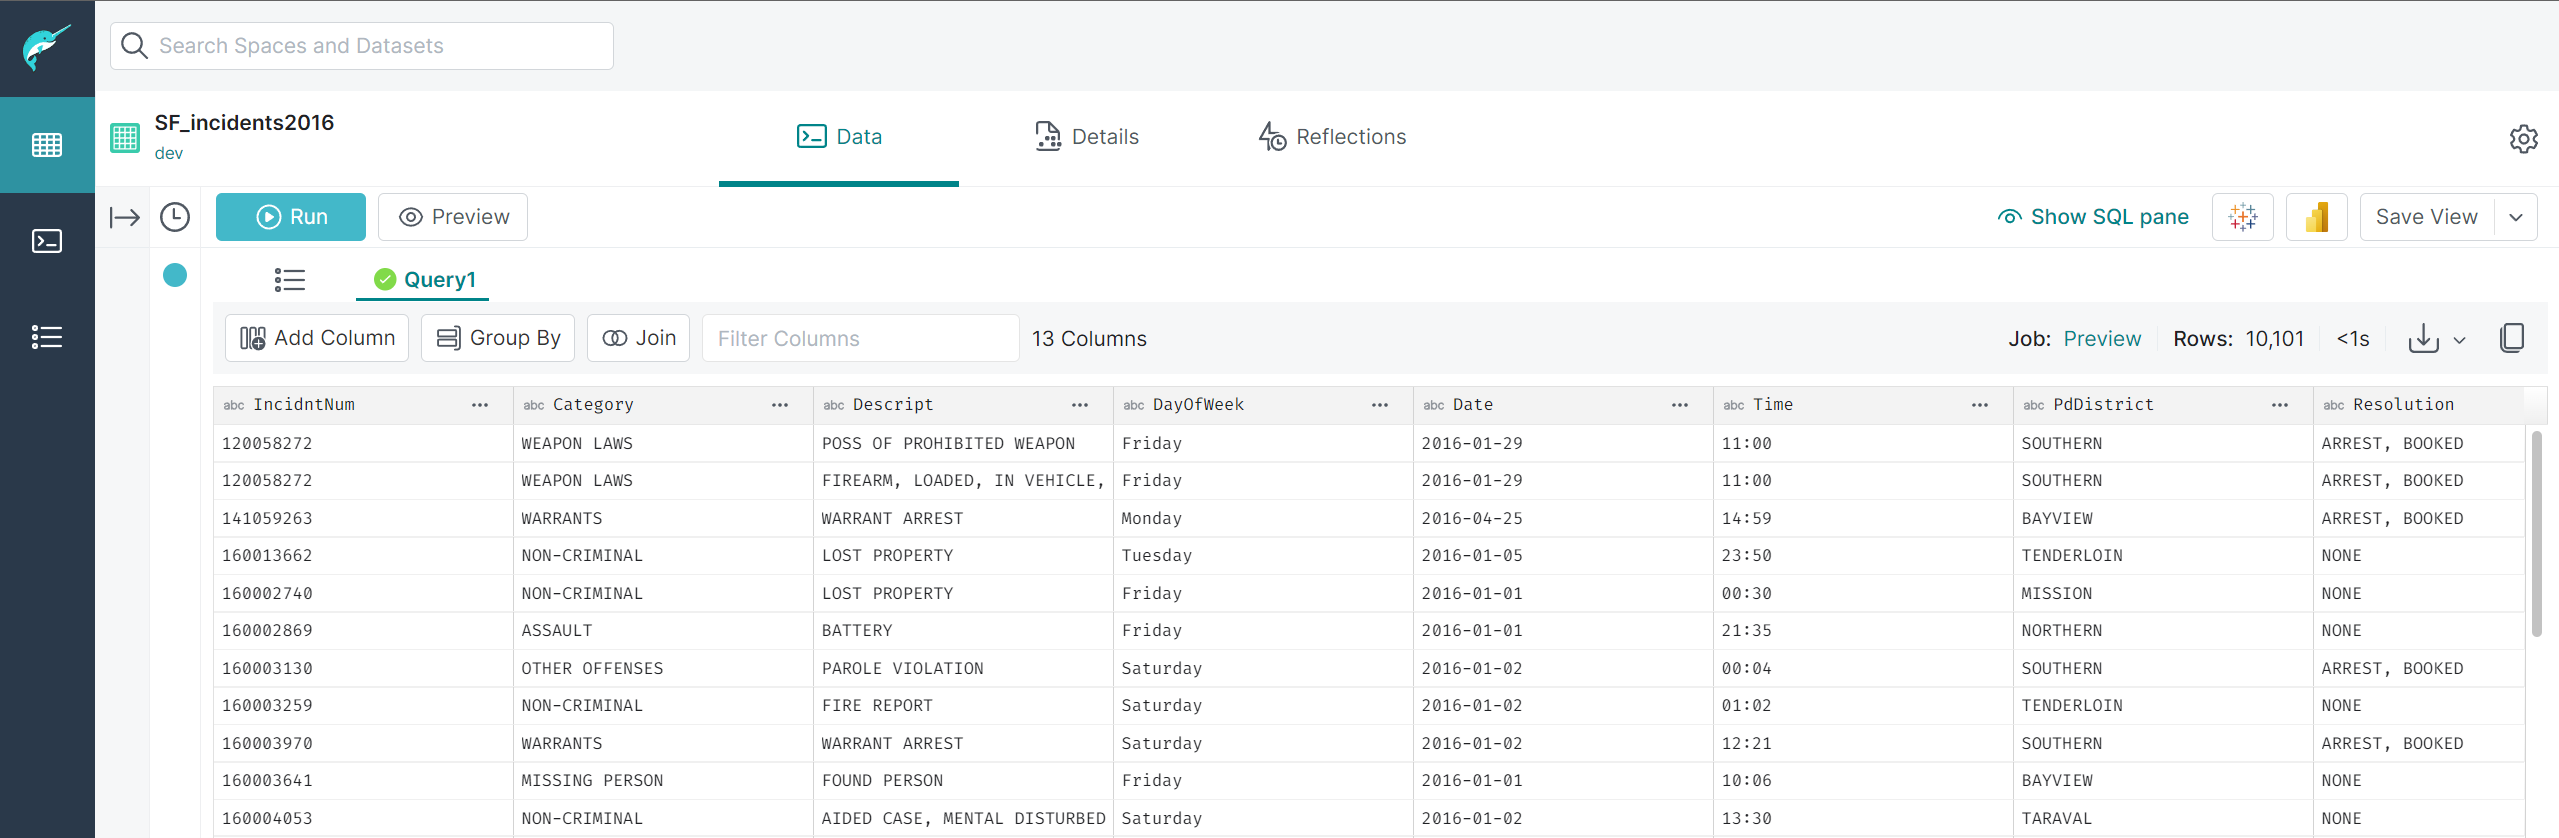 Search Spaces and Datasets
SF_incidents2016
dev
Data Details Reflections
Run Preview Show SQL pane Save View
Query1
Add Column Group By Join Filter Columns 13 Columns Job: Preview Rows: 10,101 <1s
abc IncidntNum ... abc Category ... abc Descript ... abc DayOfWeek ... abc Date ... abc Time ... abc PdDistrict ... abc Resolution
120058272 WEAPON LAWS POSS OF PROHIBITED WEAPON Friday 2016-01-29 11:00 SOUTHERN ARREST, BOOKED
120058272 WEAPON LAWS FIREARM, LOADED, IN VEHICLE, Friday 2016-01-29 11:00 SOUTHERN ARREST, BOOKED
141059263 WARRANTS WARRANT ARREST Monday 2016-04-25 14:59 BAYVIEW ARREST, BOOKED
160013662 NON-CRIMINAL LOST PROPERTY Tuesday 2016-01-05 23:50 TENDERLOIN NONE
160002740 NON-CRIMINAL LOST PROPERTY Friday 2016-01-01 00:30 MISSION NONE
160002869 ASSAULT BATTERY Friday 2016-01-01 21:35 NORTHERN NONE
160003130 OTHER OFFENSES PAROLE VIOLATION Saturday 2016-01-02 00:04 SOUTHERN ARREST, BOOKED
160003259 NON-CRIMINAL FIRE REPORT Saturday 2016-01-02 01:02 TENDERLOIN NONE
160003970 WARRANTS WARRANT ARREST Saturday 2016-01-02 12:21 SOUTHERN ARREST, BOOKED
160003641 MISSING PERSON FOUND PERSON Friday 2016-01-01 10:06 BAYVIEW NONE
160004053 NON-CRIMINAL AIDED CASE, MENTAL DISTURBED Saturday 2016-01-02 13:30 TARAVAL NONE